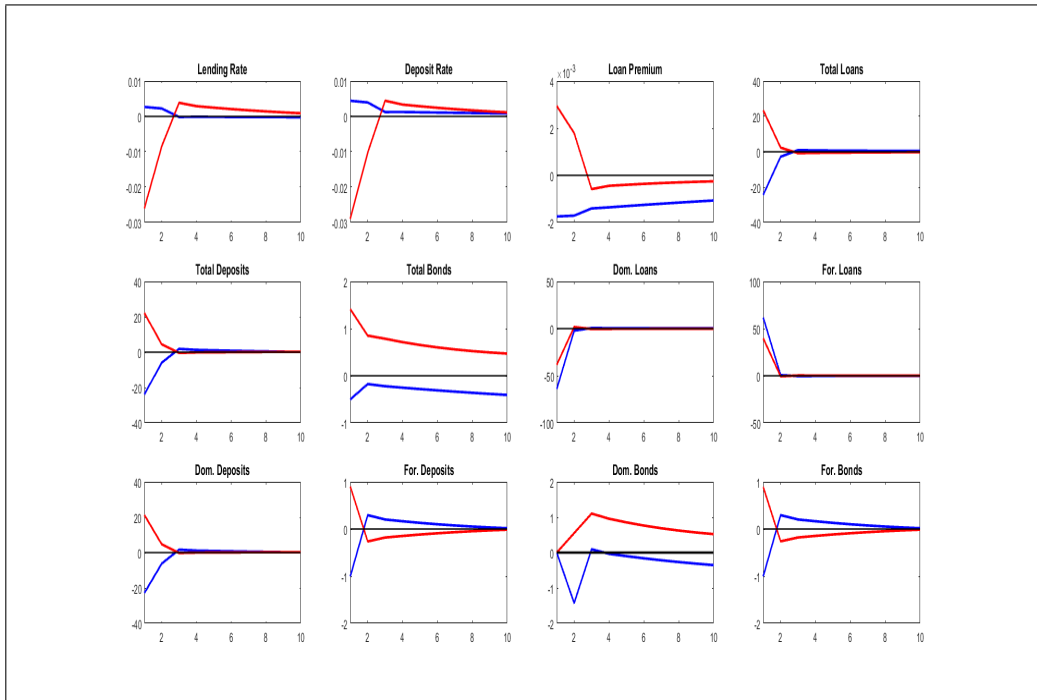 Lending Rate
0.01
0
-0.01
-0.02
-0.03
2 4 6 8 10
Deposit Rate
0.01
0
-0.01
-0.02
-0.03
2 4 6 8 10
Loan Premium
×10⁻³
4
2
0
-2
2 4 6 8 10
Total Loans
40
20
0
-20
-40
2 4 6 8 10
Total Deposits
40
20
0
-20
-40
2 4 6 8 10
Total Bonds
2
1
0
-1
2 4 6 8 10
Dom. Loans
50
0
-50
-100
2 4 6 8 10
For. Loans
100
50
0
-50
2 4 6 8 10
Dom. Deposits
40
20
0
-20
-40
2 4 6 8 10
For. Deposits
1
0
-1
-2
2 4 6 8 10
Dom. Bonds
2
1
0
-1
-2
2 4 6 8 10
For. Bonds
1
0
-1
-2
2 4 6 8 10